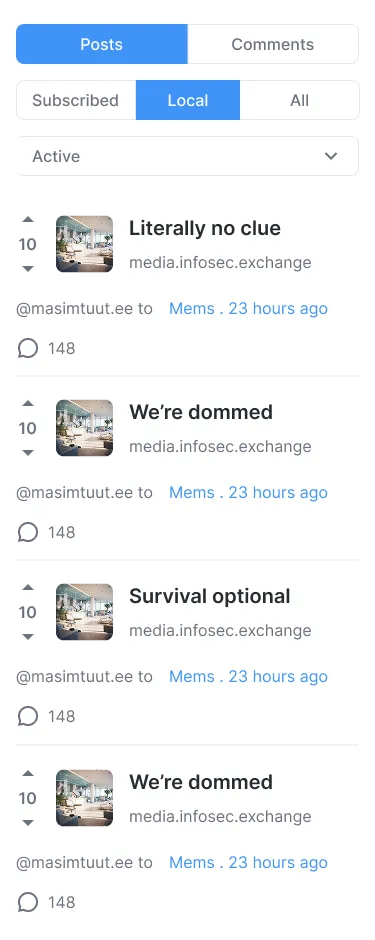 Posts Comments
Subscribed Local All
Active
Literally no clue
10
media.infosec.exchange
@masimtuut.ee to Mems . 23 hours ago
148
We're dommed
10
media.infosec.exchange
@masimtuut.ee to Mems . 23 hours ago
148
Survival optional
10
media.infosec.exchange
@masimtuut.ee to Mems . 23 hours ago
148
We're dommed
10
media.infosec.exchange
@masimtuut.ee to Mems . 23 hours ago
148